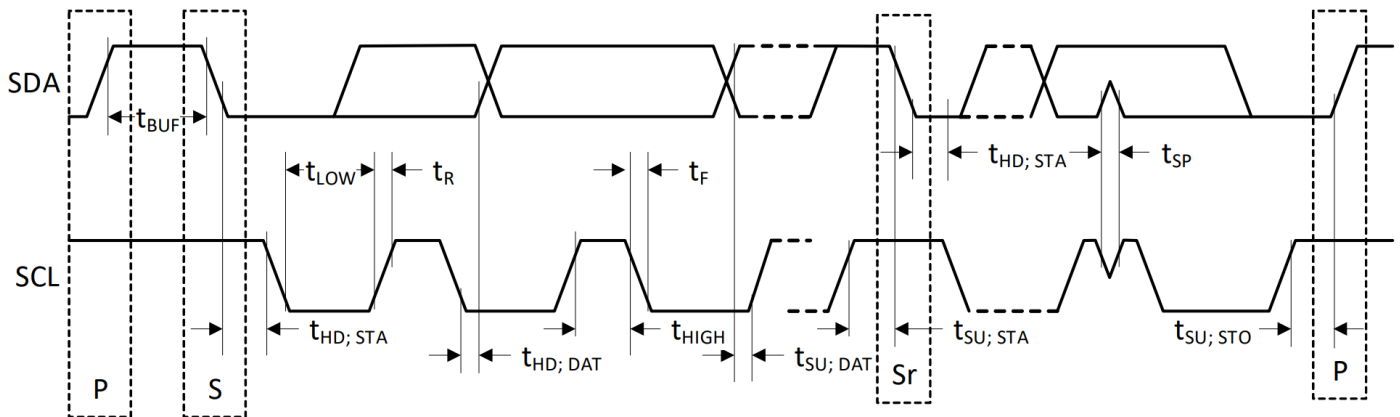 SDA
tBUF
tLOW
tR
tF
tHD; STA
tSP
SCL
tHD; STA
tHD; DAT
tHIGH
tSU; DAT
tSU; STA
tSU; STO
P
S
Sr
P